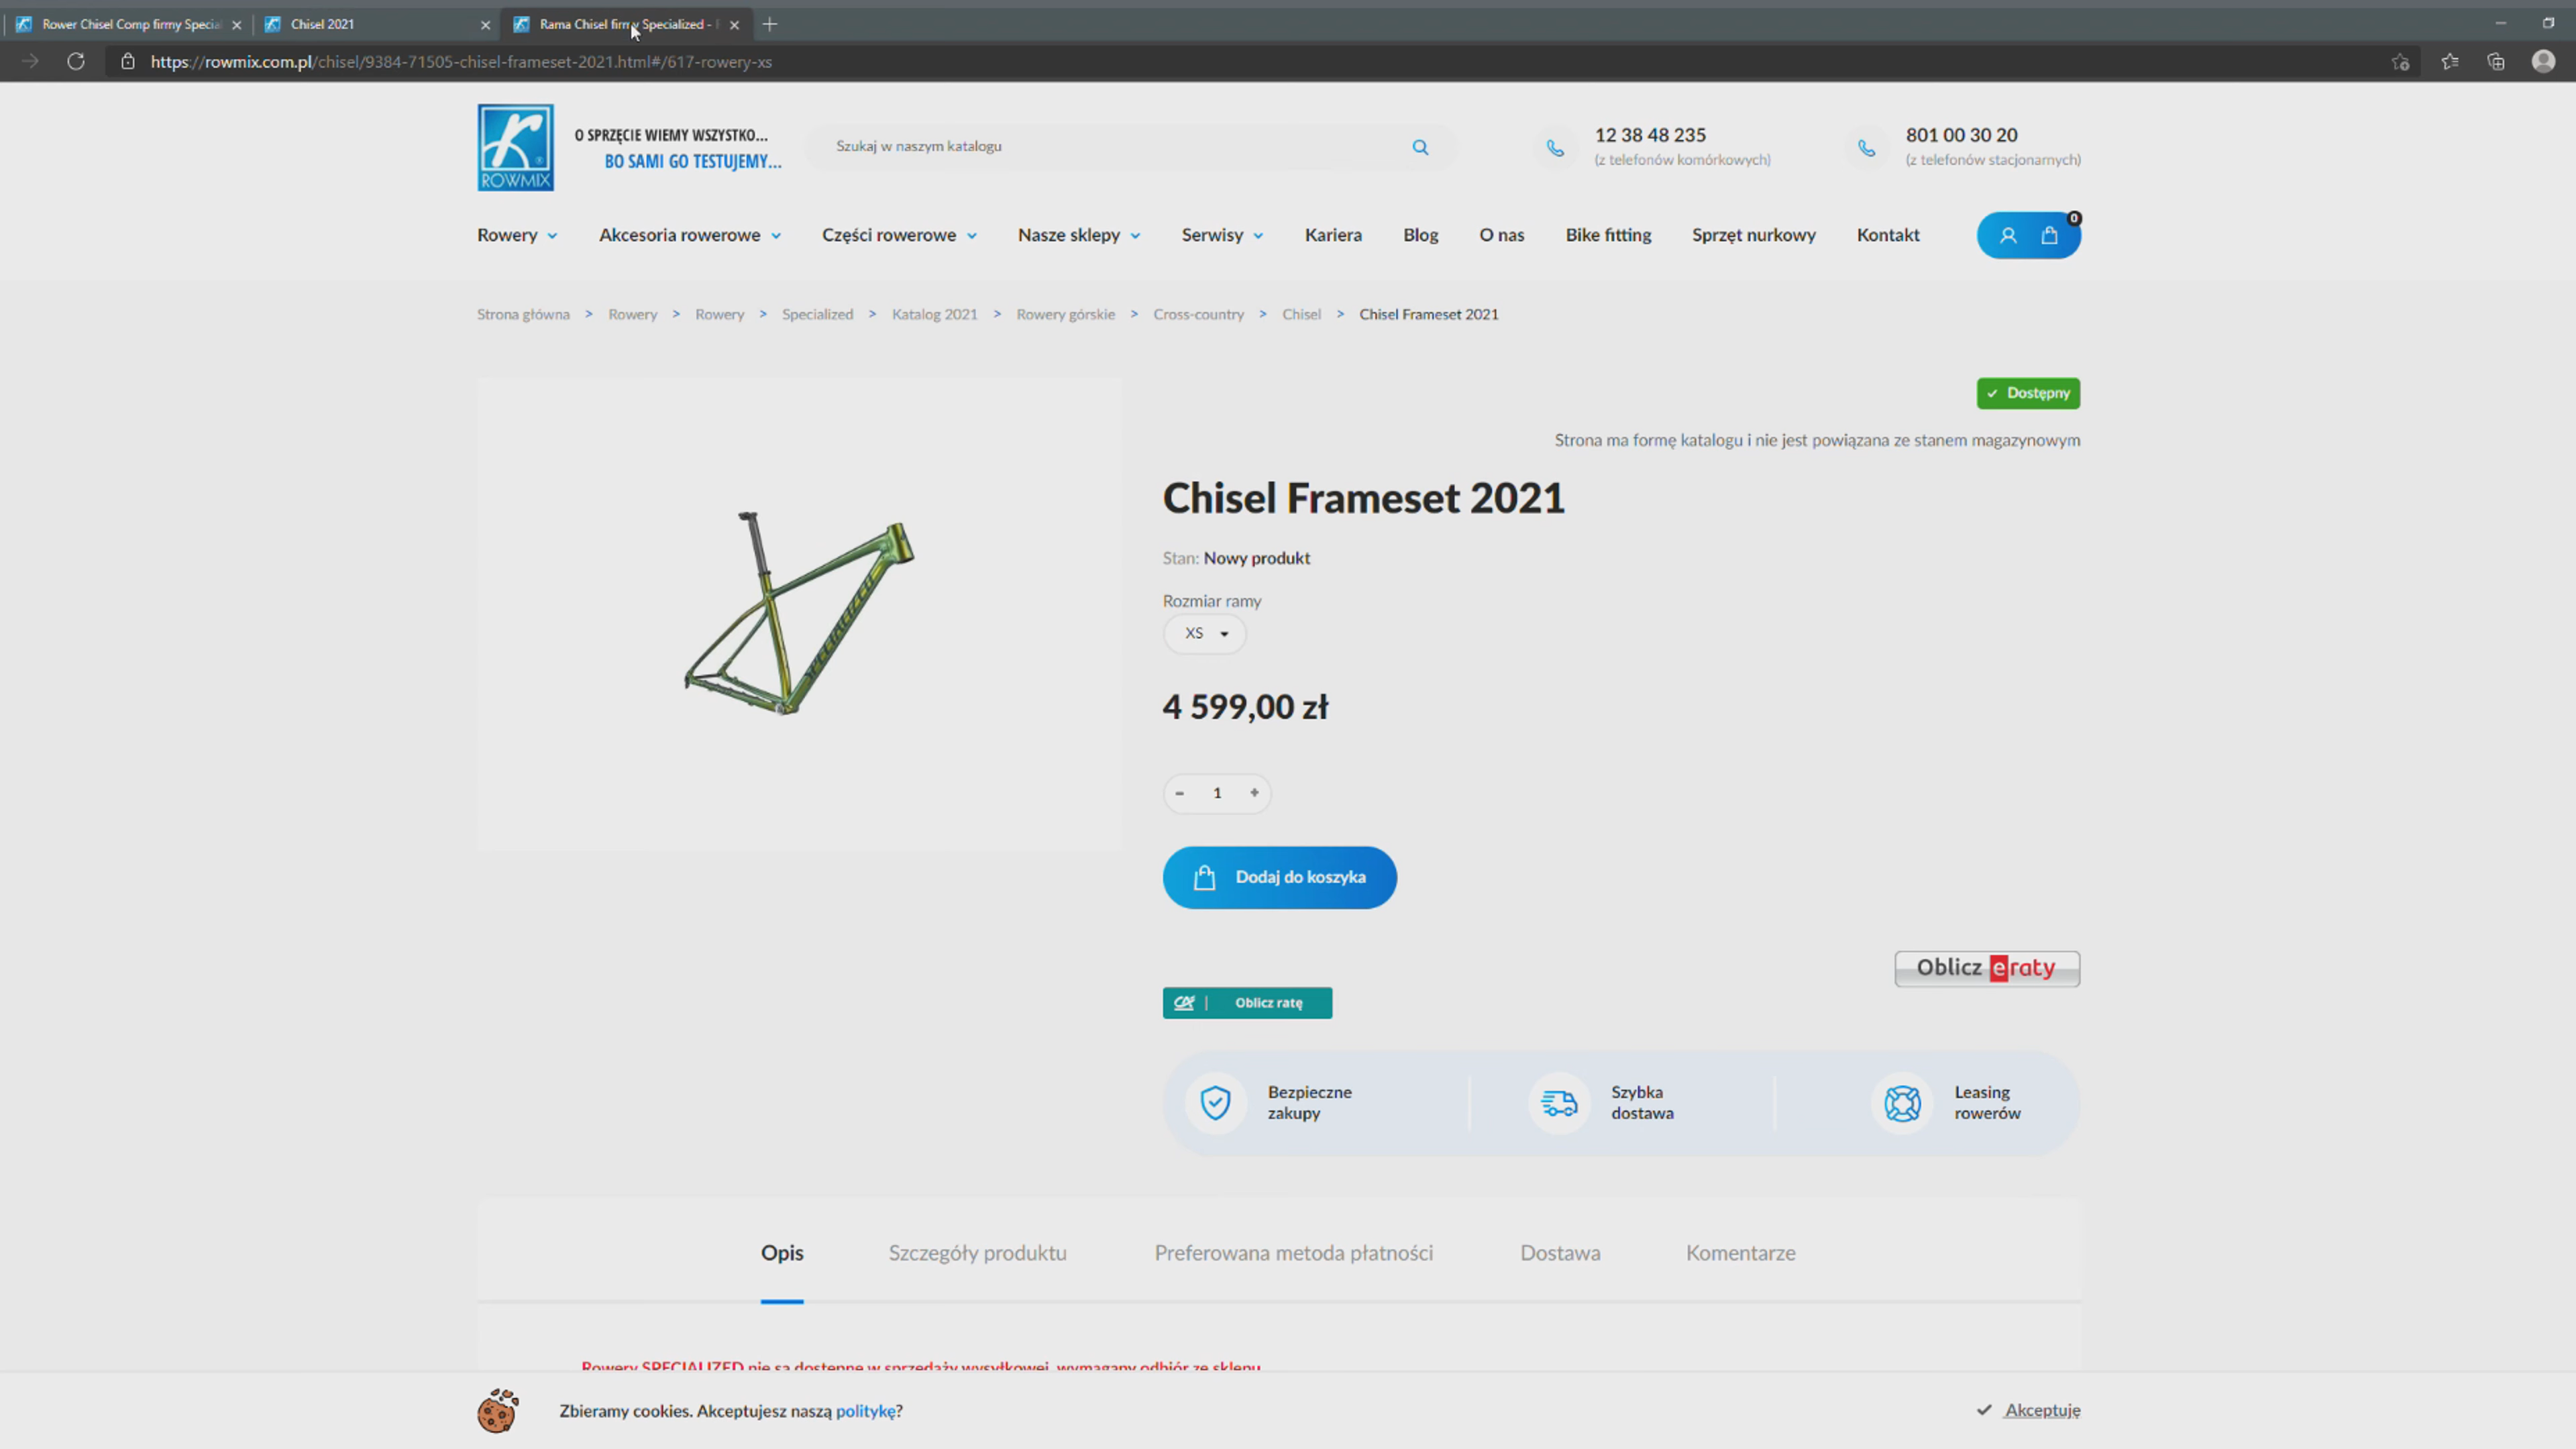 Rower Chisel Comp firmy Specia
Chisel 2021
Rama Chisel firmy Specialized -
https://rowmix.com.pl/chisel/9384-71505-chisel-frameset-2021.html#/617-rowery-xs
ROWMIX
O SPRZĘCIE WIEMY WSZYSTKO...
BO SAMI GO TESTUJEMY...
Szukaj w naszym katalogu
12 38 48 235
(z telefonów komórkowych)
801 00 30 20
(z telefonów stacjonarnych)
Rowery
Akcesoria rowerowe
Części rowerowe
Nasze sklepy
Serwisy
Kariera
Blog
O nas
Bike fitting
Sprzęt nurkowy
Kontakt
0
Strona główna > Rowery > Rowery > Specialized > Katalog 2021 > Rowery górskie > Cross-country > Chisel > Chisel Frameset 2021
Dostępny
Strona ma formę katalogu i nie jest powiązana ze stanem magazynowym
Chisel Frameset 2021
Stan: Nowy produkt
Rozmiar ramy
XS
4 599,00 zł
- 1 +
Dodaj do koszyka
Oblicz eraty
CA | Oblicz ratę
Bezpieczne
zakupy
Szybka
dostawa
Leasing
rowerów
SPECIALIZED
Opis
Szczegóły produktu
Preferowana metoda płatności
Dostawa
Komentarze
Rowery SPECIALIZED nie są dostępne w sprzedaży wysyłkowej, wymagany odbiór ze sklepu
Zbieramy cookies. Akceptujesz naszą politykę?
Akceptuję